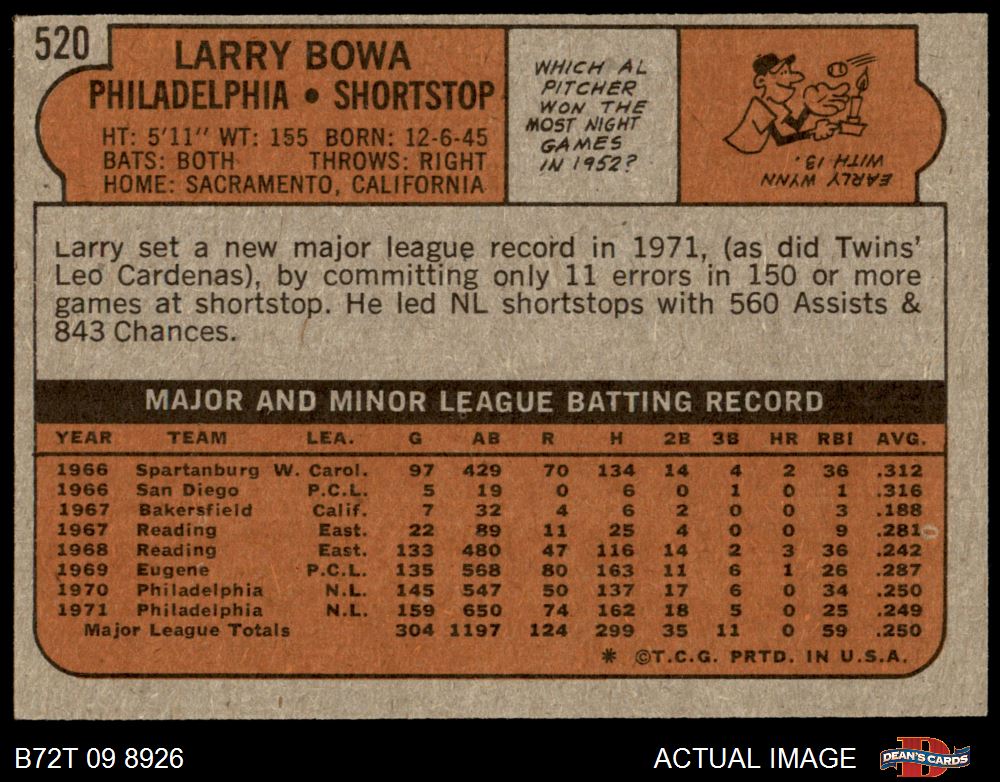 520
LARRY BOWA
PHILADELPHIA • SHORTSTOP
HT: 5'11" WT: 155 BORN: 12-6-45
BATS: BOTH THROWS: RIGHT
HOME: SACRAMENTO, CALIFORNIA
WHICH AL
PITCHER
WON THE
MOST NIGHT
GAMES
IN 1952?
EARLY WYNN
WITH 13.
Larry set a new major league record in 1971, (as did Twins'
Leo Cardenas), by committing only 11 errors in 150 or more
games at shortstop. He led NL shortstops with 560 Assists &
843 Chances.
MAJOR AND MINOR LEAGUE BATTING RECORD
YEAR TEAM LEA. G AB R H 2B 3B HR RBI AVG.
1966 Spartanburg W. Carol. 97 429 70 134 14 4 2 36 .312
1966 San Diego P.C.L. 5 19 0 6 0 1 0 1 .316
1967 Bakersfield Calif. 7 32 4 6 2 0 0 3 .188
1967 Reading East. 22 89 11 25 4 0 0 9 .281
1968 Reading East. 133 480 47 116 14 2 3 36 .242
1969 Eugene P.C.L. 135 568 80 163 11 6 1 26 .287
1970 Philadelphia N.L. 145 547 50 137 17 6 0 34 .250
1971 Philadelphia N.L. 159 650 74 162 18 5 0 25 .249
Major League Totals 304 1197 124 299 35 11 0 59 .250
* ©T.C.G. PRTD. IN U.S.A.
B72T 09 8926
ACTUAL IMAGE
DEAN'S CARDS